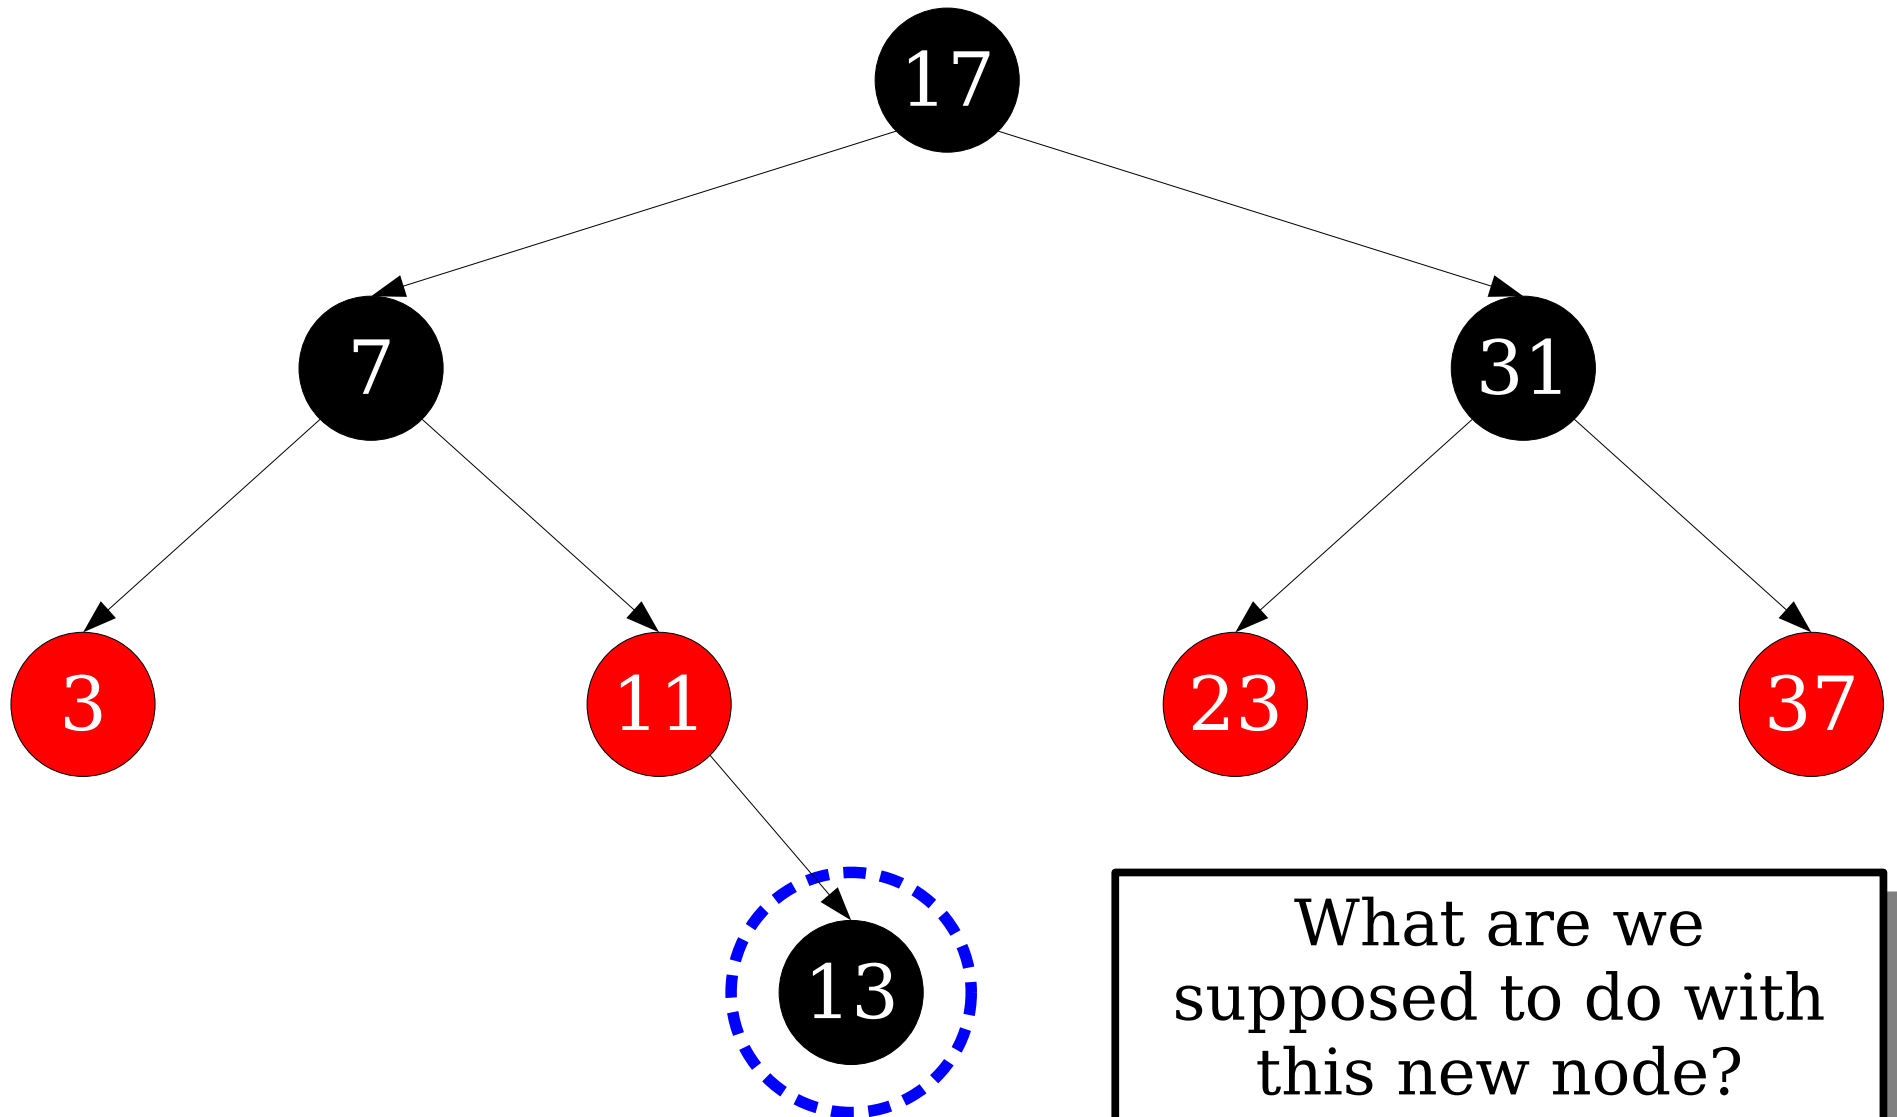 17
7
31
3
11
23
37
13
What are we
supposed to do with
this new node?